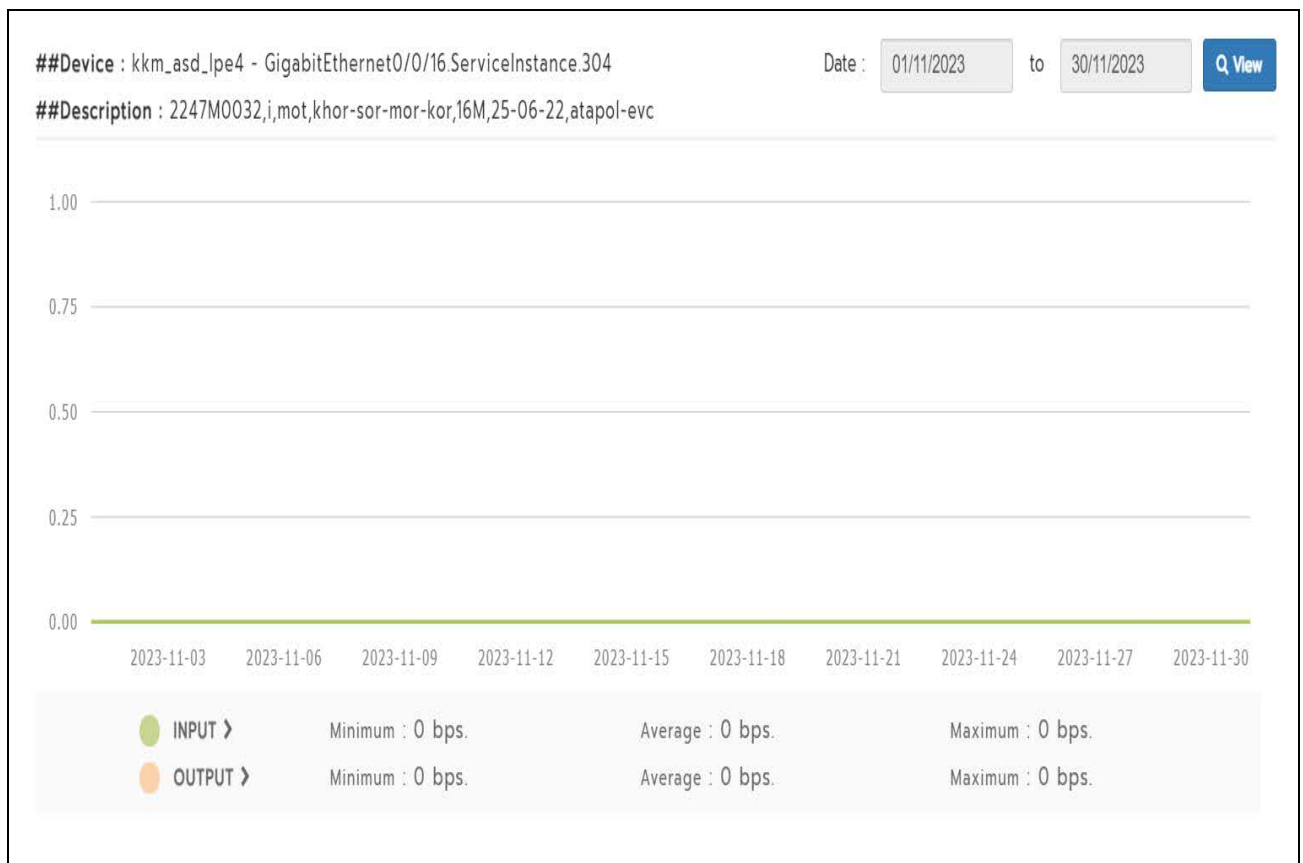 ##Device : kkm_asd_lpe4 - GigabitEthernet0/0/16.ServiceInstance.304 Date : 01/11/2023 to 30/11/2023 View
##Description : 2247M0032,i,mot,khor-sor-mor-kor,16M,25-06-22,atapol-evc
1.00
0.75
0.50
0.25
0.00
2023-11-03 2023-11-06 2023-11-09 2023-11-12 2023-11-15 2023-11-18 2023-11-21 2023-11-24 2023-11-27 2023-11-30
INPUT ❯ Minimum : 0 bps. Average : 0 bps. Maximum : 0 bps.
OUTPUT ❯ Minimum : 0 bps. Average : 0 bps. Maximum : 0 bps.